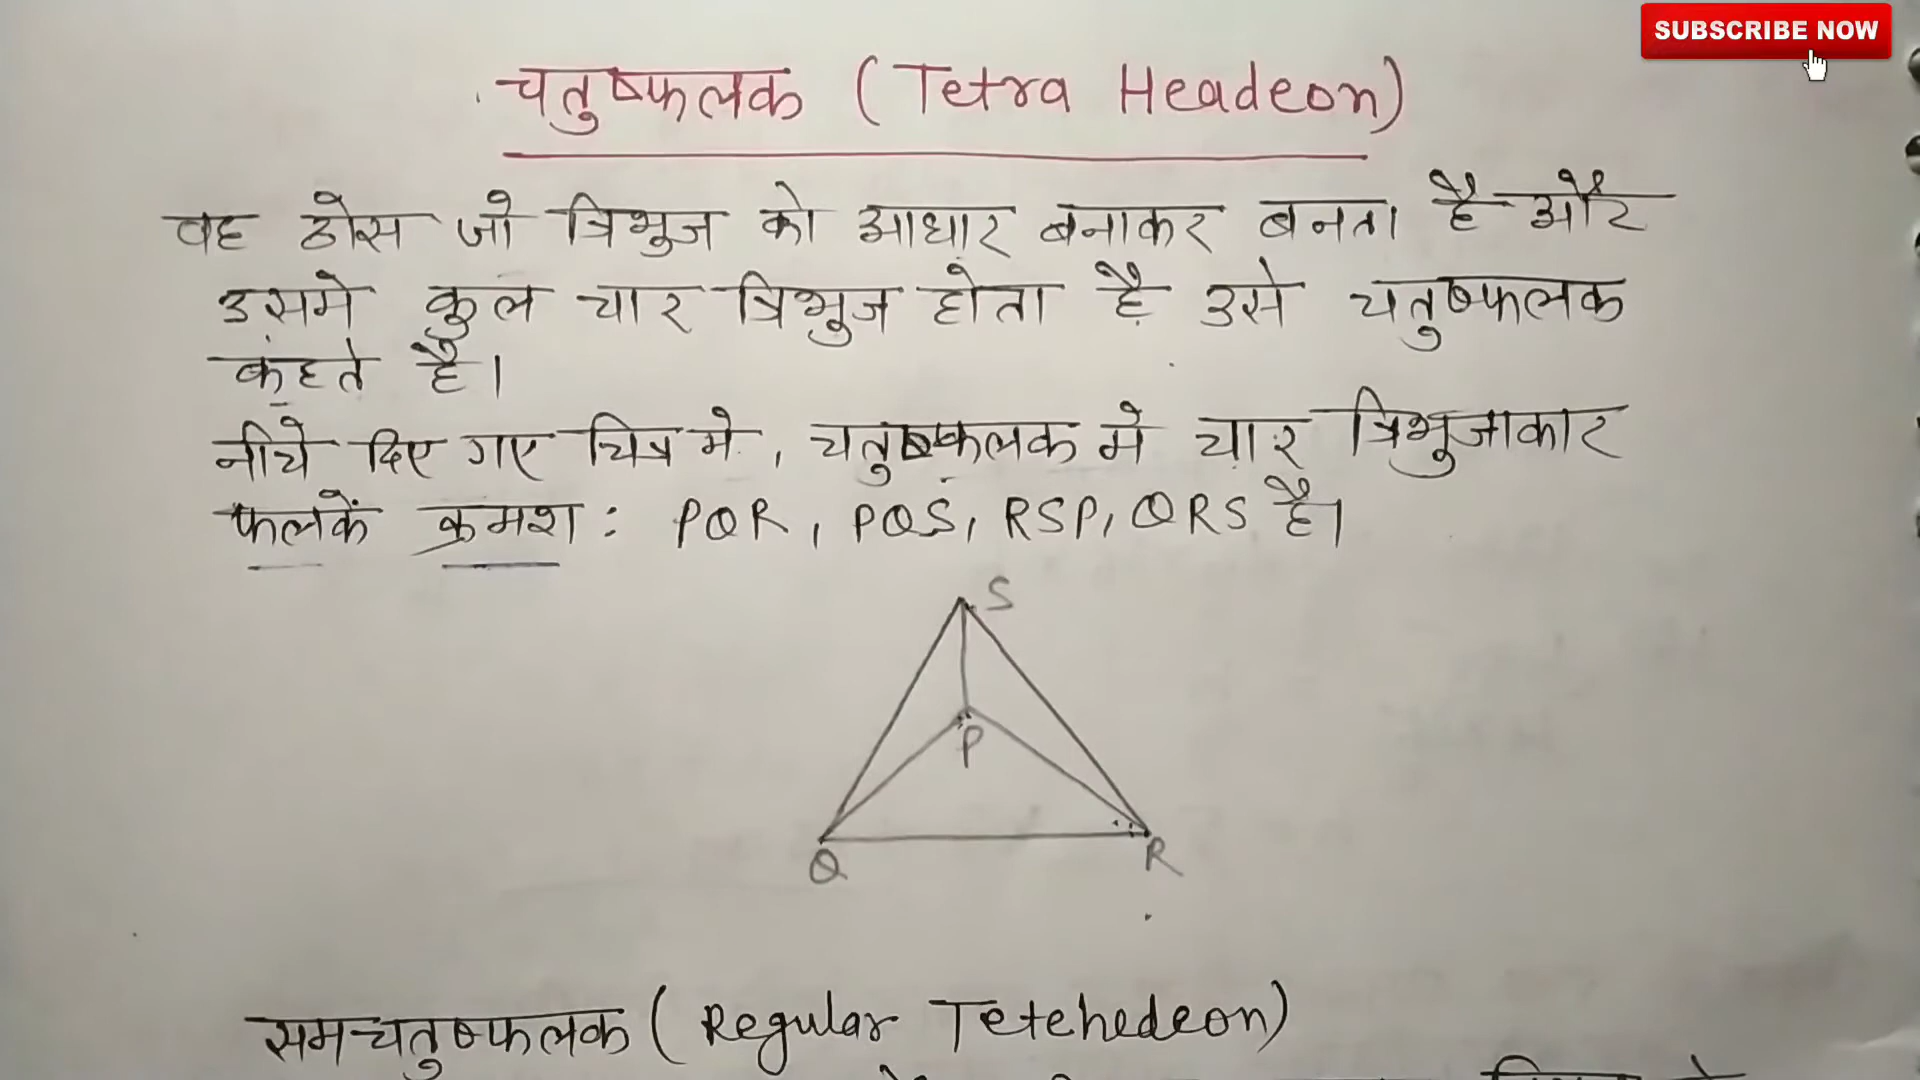 SUBSCRIBE NOW
चतुष्फलक (Tetra Headeon)
वह ठोस जो त्रिभुज को आधार बनाकर बनता है और
उसमे कुल चार त्रिभुज होता है उसे चतुष्फलक
कहते है।
नीचे दिए गए चित्र मे, चतुष्फलक मे चार त्रिभुजाकार
फलकें क्रमश: PQR, PQS, RSP, QRS है।
S
P
Q R
समचतुष्फलक (Regular Tetehedeon)